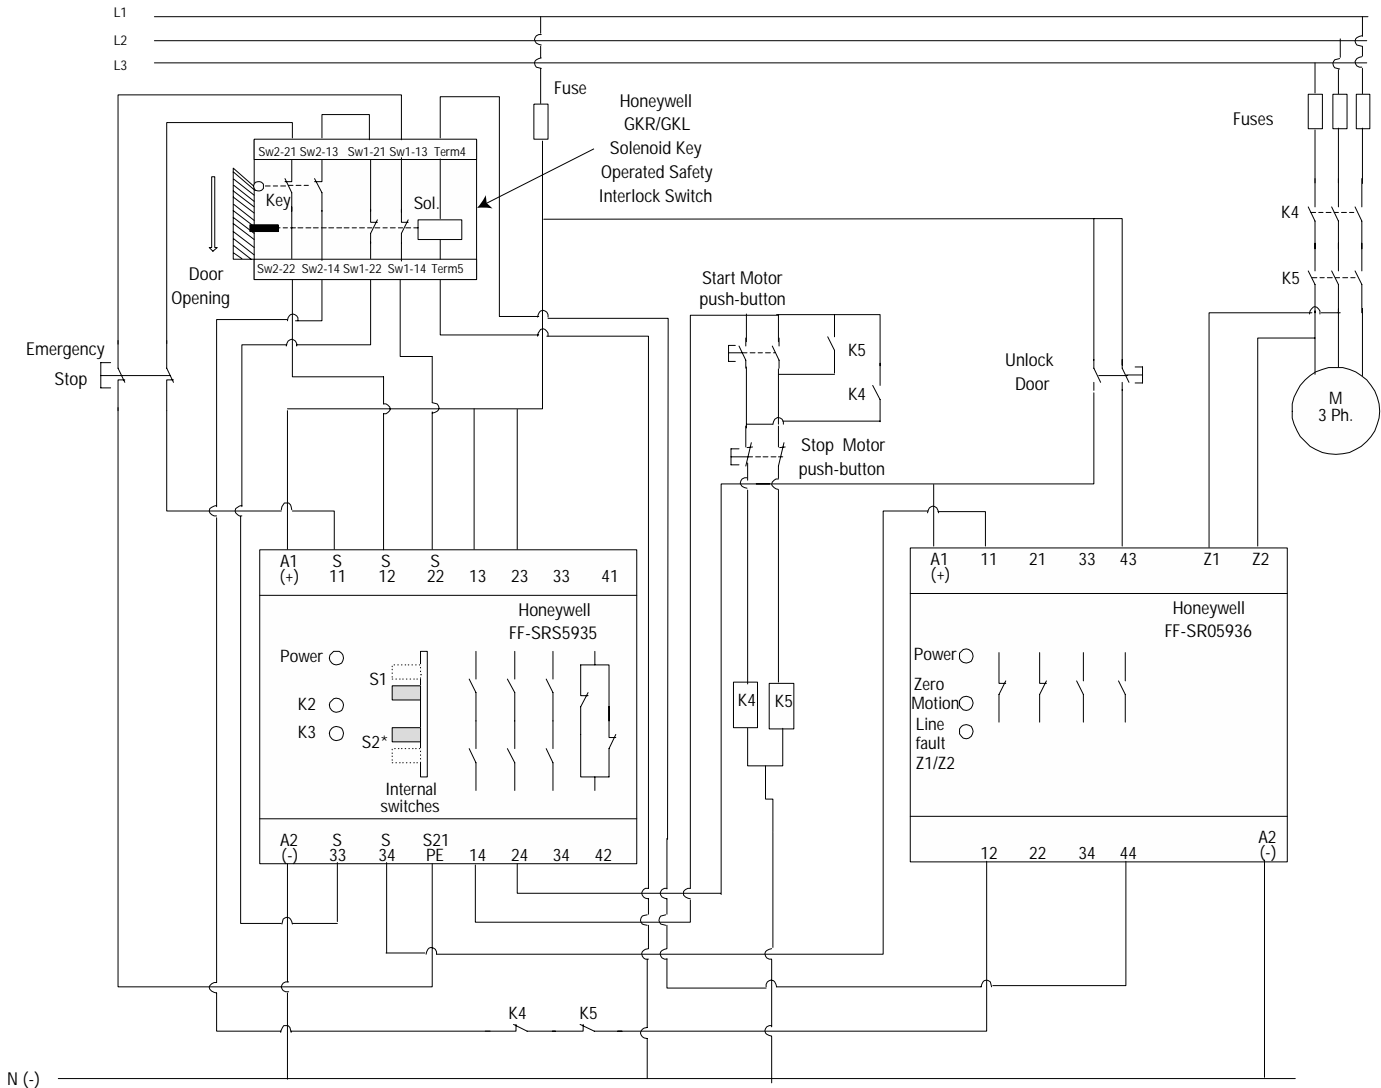 L1
L2
L3
Fuse
Honeywell
GKR/GKL
Solenoid Key
Operated Safety
Interlock Switch
Fuses
Sw2-21 Sw2-13 Sw1-21 Sw1-13 Term4
Key
Sol.
Sw2-22 Sw2-14 Sw1-22 Sw1-14 Term5
Door
Opening
K4
K5
Start Motor
push-button
Emergency
Stop
K5
K4
Unlock
Door
M
3 Ph.
Stop Motor
push-button
A1 S S S
(+) 11 12 22 13 23 33 41
Honeywell
FF-SRS5935
Power
S1
K2
K3
S2*
Internal
switches
A2 S S S21
(-) 33 34 PE 14 24 34 42
K4 K5
A1 11 21 33 43 Z1 Z2
(+)
Honeywell
FF-SR05936
Power
Zero
Motion
Line
fault
Z1/Z2
A2
(-)
12 22 34 44
K4 K5
N (-)